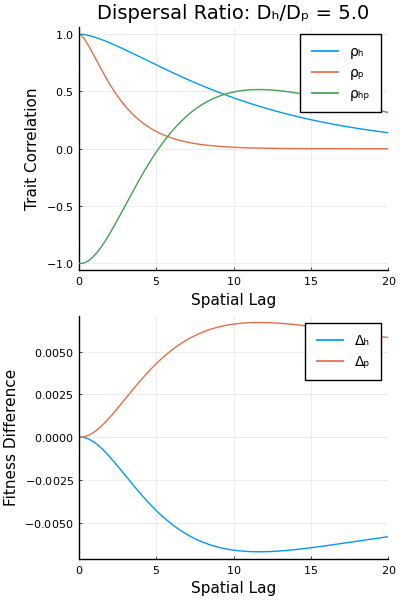 Dispersal Ratio: Dₕ/Dₚ = 5.0
1.0
0.5
0.0
−0.5
−1.0
Trait Correlation
ρₕ
ρₚ
ρₕₚ
0 5 10 15 20
Spatial Lag
0.0050
0.0025
0.0000
−0.0025
−0.0050
Fitness Difference
Δₕ
Δₚ
0 5 10 15 20
Spatial Lag